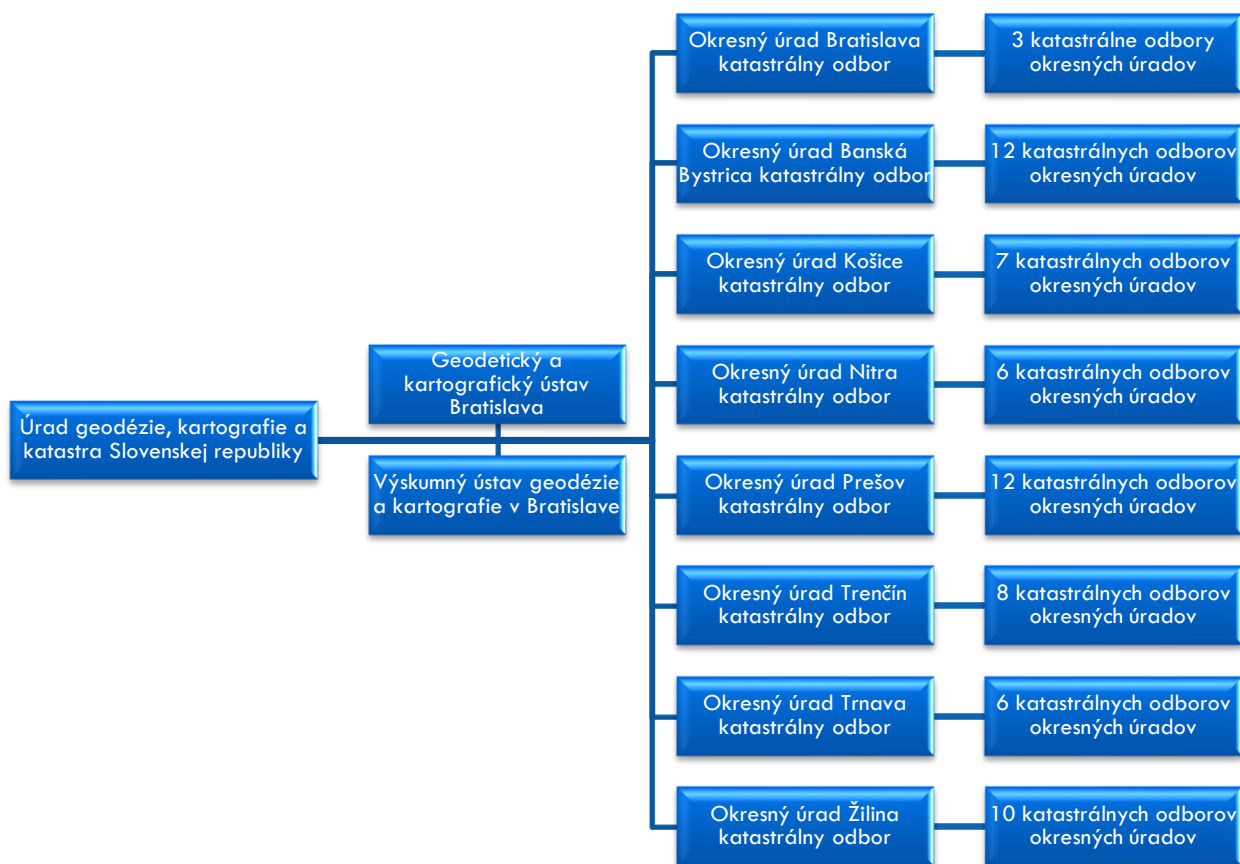 Úrad geodézie, kartografie a
katastra Slovenskej republiky
Geodetický a
kartografický ústav
Bratislava
Výskumný ústav geodézie
a kartografie v Bratislave
Okresný úrad Bratislava
katastrálny odbor
3 katastrálne odbory
okresných úradov
Okresný úrad Banská
Bystrica katastrálny odbor
12 katastrálnych odborov
okresných úradov
Okresný úrad Košice
katastrálny odbor
7 katastrálnych odborov
okresných úradov
Okresný úrad Nitra
katastrálny odbor
6 katastrálnych odborov
okresných úradov
Okresný úrad Prešov
katastrálny odbor
12 katastrálnych odborov
okresných úradov
Okresný úrad Trenčín
katastrálny odbor
8 katastrálnych odborov
okresných úradov
Okresný úrad Trnava
katastrálny odbor
6 katastrálnych odborov
okresných úradov
Okresný úrad Žilina
katastrálny odbor
10 katastrálnych odborov
okresných úradov